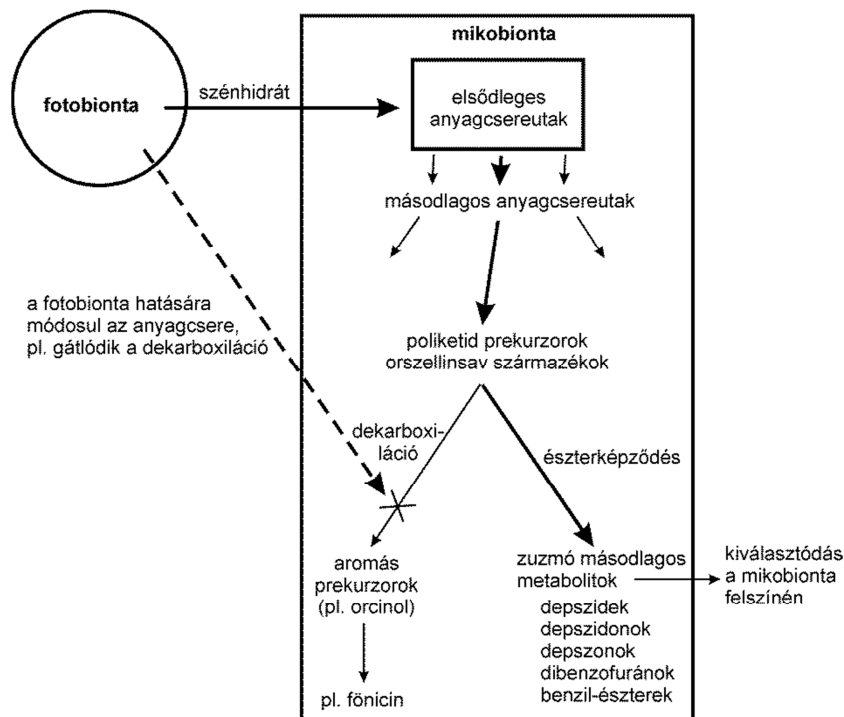 mikobionta
fotobionta
szénhidrát
elsődleges
anyagcsereutak
másodlagos anyagcsereutak
a fotobionta hatására
módosul az anyagcsere,
pl. gátlódik a dekarboxiláció
poliketid prekurzorok
orszellinsav származékok
dekarboxi-
láció
észterképződés
aromás
prekurzorok
(pl. orcinol)
pl. fönicin
zuzmó másodlagos
metabolitok
depszidek
depszidonok
depszonok
dibenzofuránok
benzil-észterek
kiválasztódás
a mikobionta
felszínén